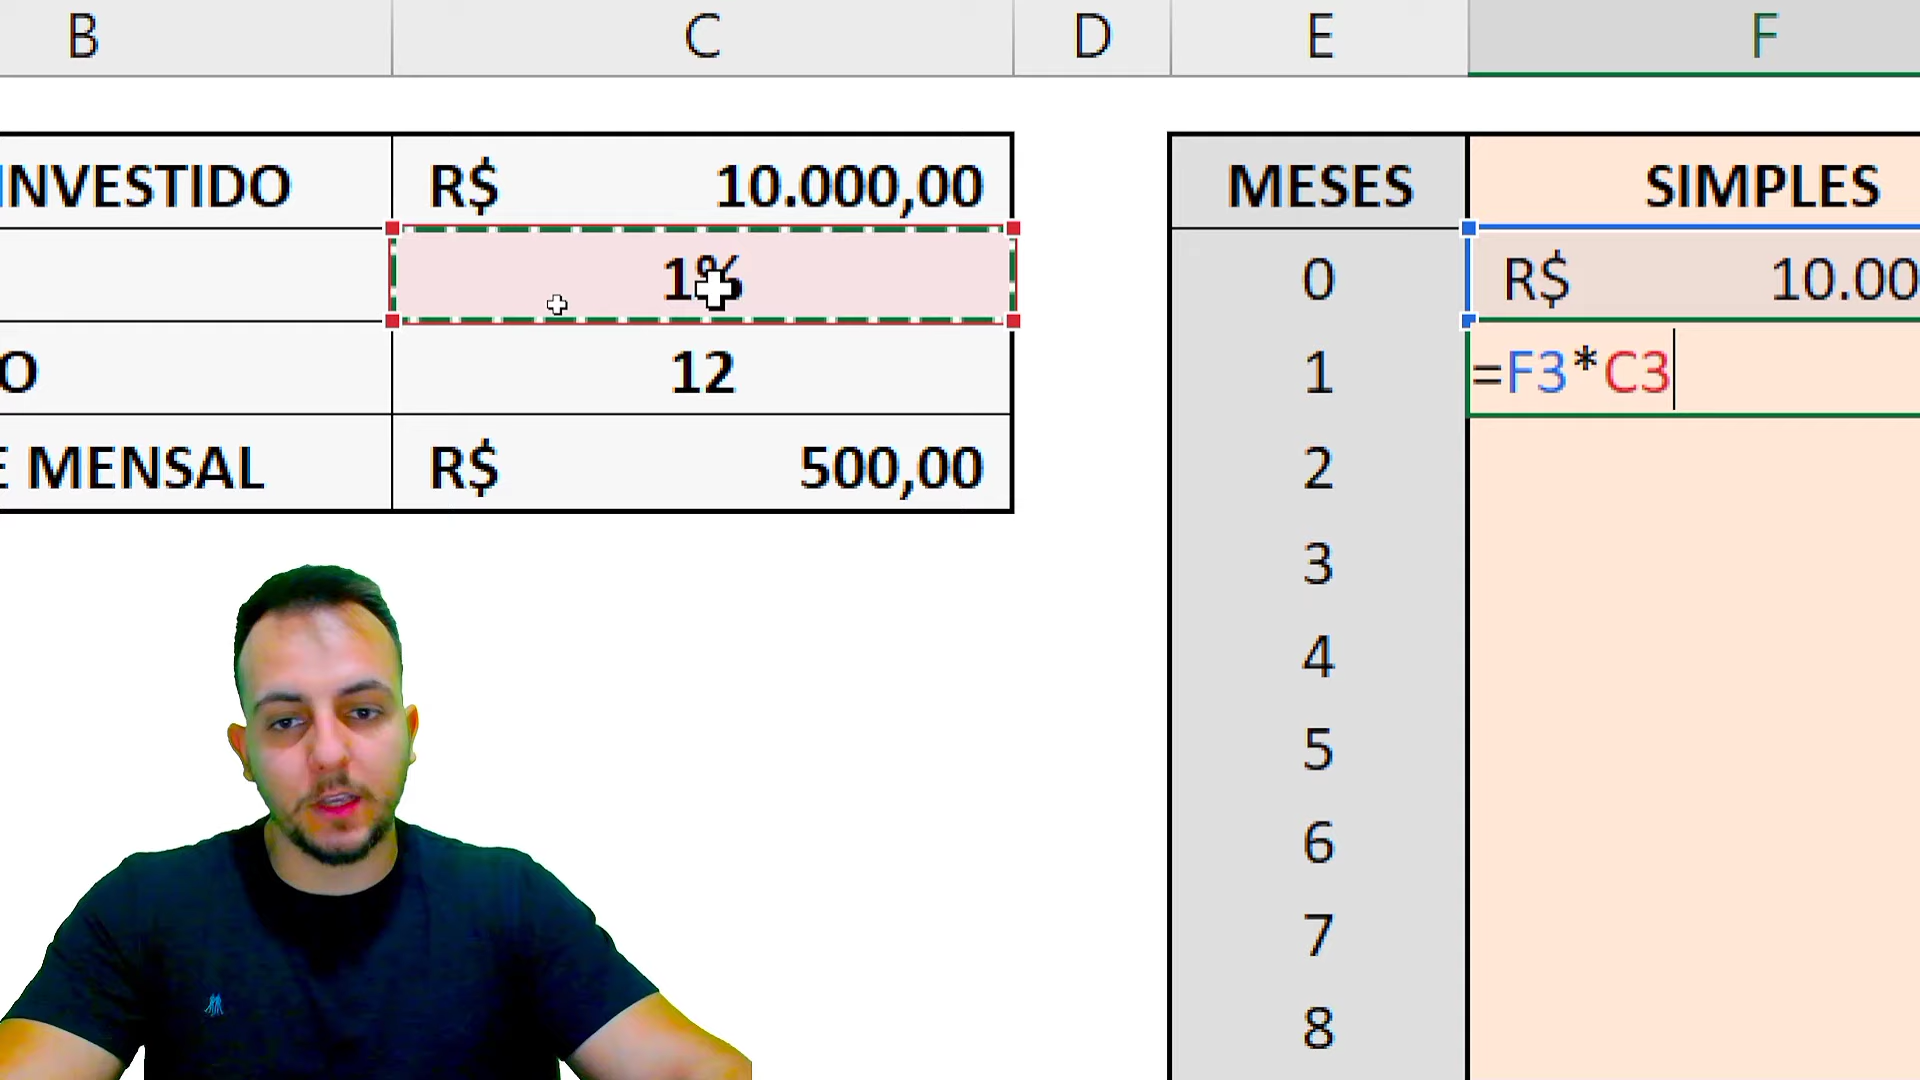 B C D E F
INVESTIDO R$ 10.000,00 MESES SIMPLES
1% 0 R$ 10.00
O 12 1 =F3*C3
E MENSAL R$ 500,00 2
3
4
5
6
7
8